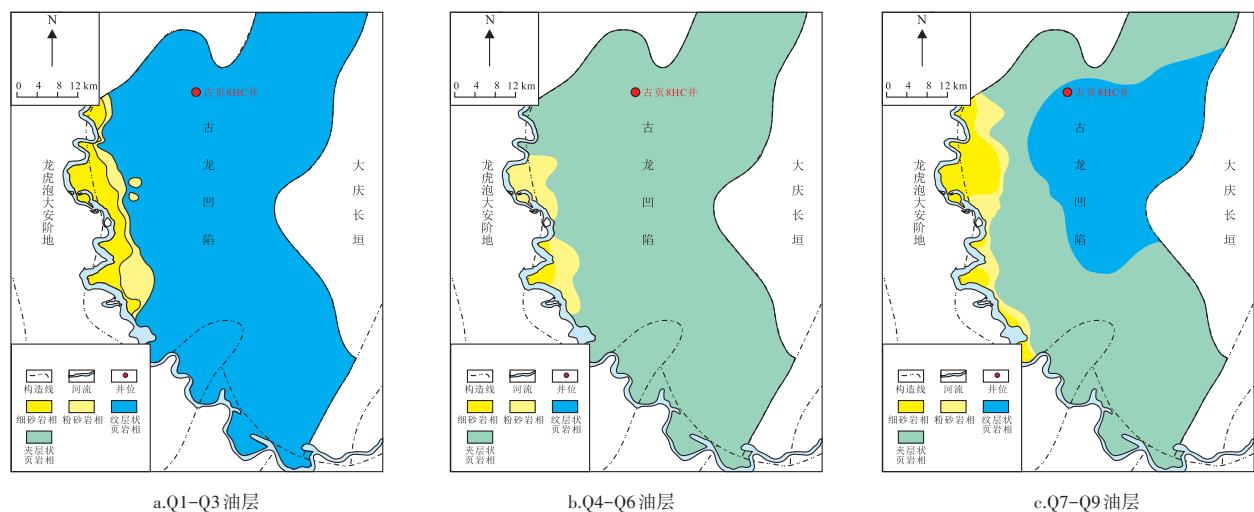 N
0 4 8 12 km
古页8HC井
古龙凹陷
龙虎泡大安阶地
大庆长垣
构造线
河流
井位
细砂岩相
粉砂岩相
纹层状
页岩相
夹层状
页岩相
a.Q1-Q3油层
N
0 4 8 12 km
古页8HC井
古龙凹陷
龙虎泡大安阶地
大庆长垣
构造线
河流
井位
细砂岩相
粉砂岩相
纹层状
页岩相
夹层状
页岩相
b.Q4-Q6油层
N
0 4 8 12 km
古页8HC井
古龙凹陷
龙虎泡大安阶地
大庆长垣
构造线
河流
井位
细砂岩相
粉砂岩相
纹层状
页岩相
夹层状
页岩相
c.Q7-Q9油层